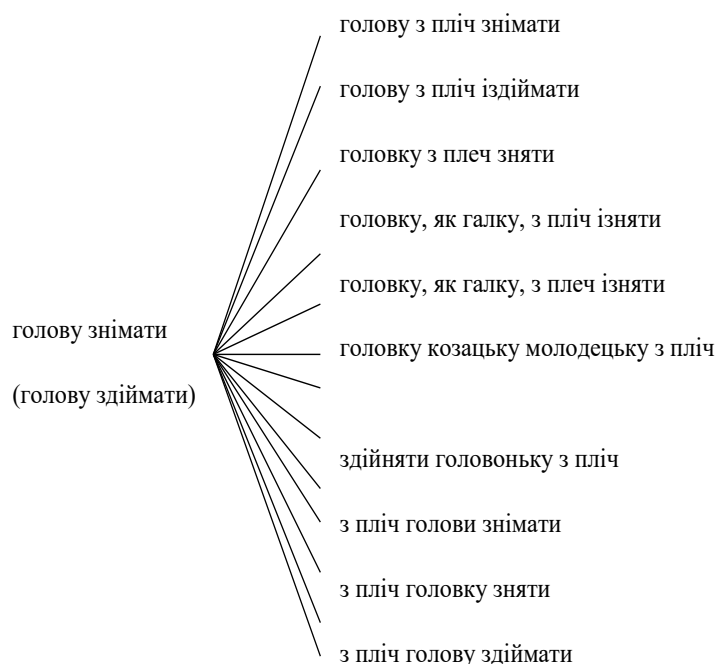 голову з пліч знімати
голову з пліч іздіймати
головку з плеч зняти
головку, як галку, з пліч ізняти
головку, як галку, з плеч ізняти
голову знімати
головку козацьку молодецьку з пліч
(голову здіймати)
здійняти головоньку з пліч
з пліч голови знімати
з пліч головку зняти
з пліч голову здіймати